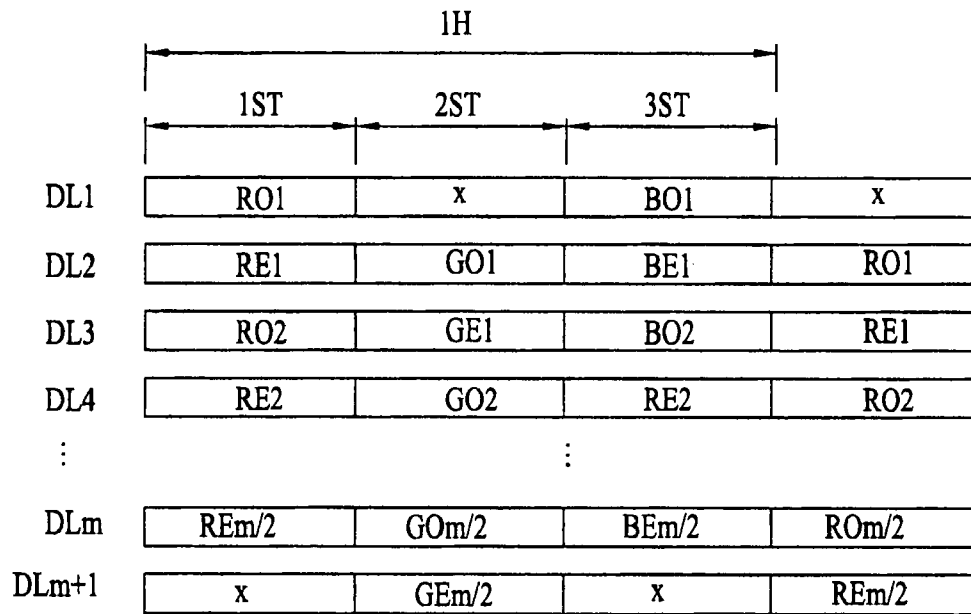 1H
1ST 2ST 3ST
DL1 RO1 x BO1 x
DL2 RE1 GO1 BE1 RO1
DL3 RO2 GE1 BO2 RE1
DL4 RE2 GO2 RE2 RO2
⋮ ⋮
DLm REm/2 GOm/2 BEm/2 ROm/2
DLm+1 x GEm/2 x REm/2